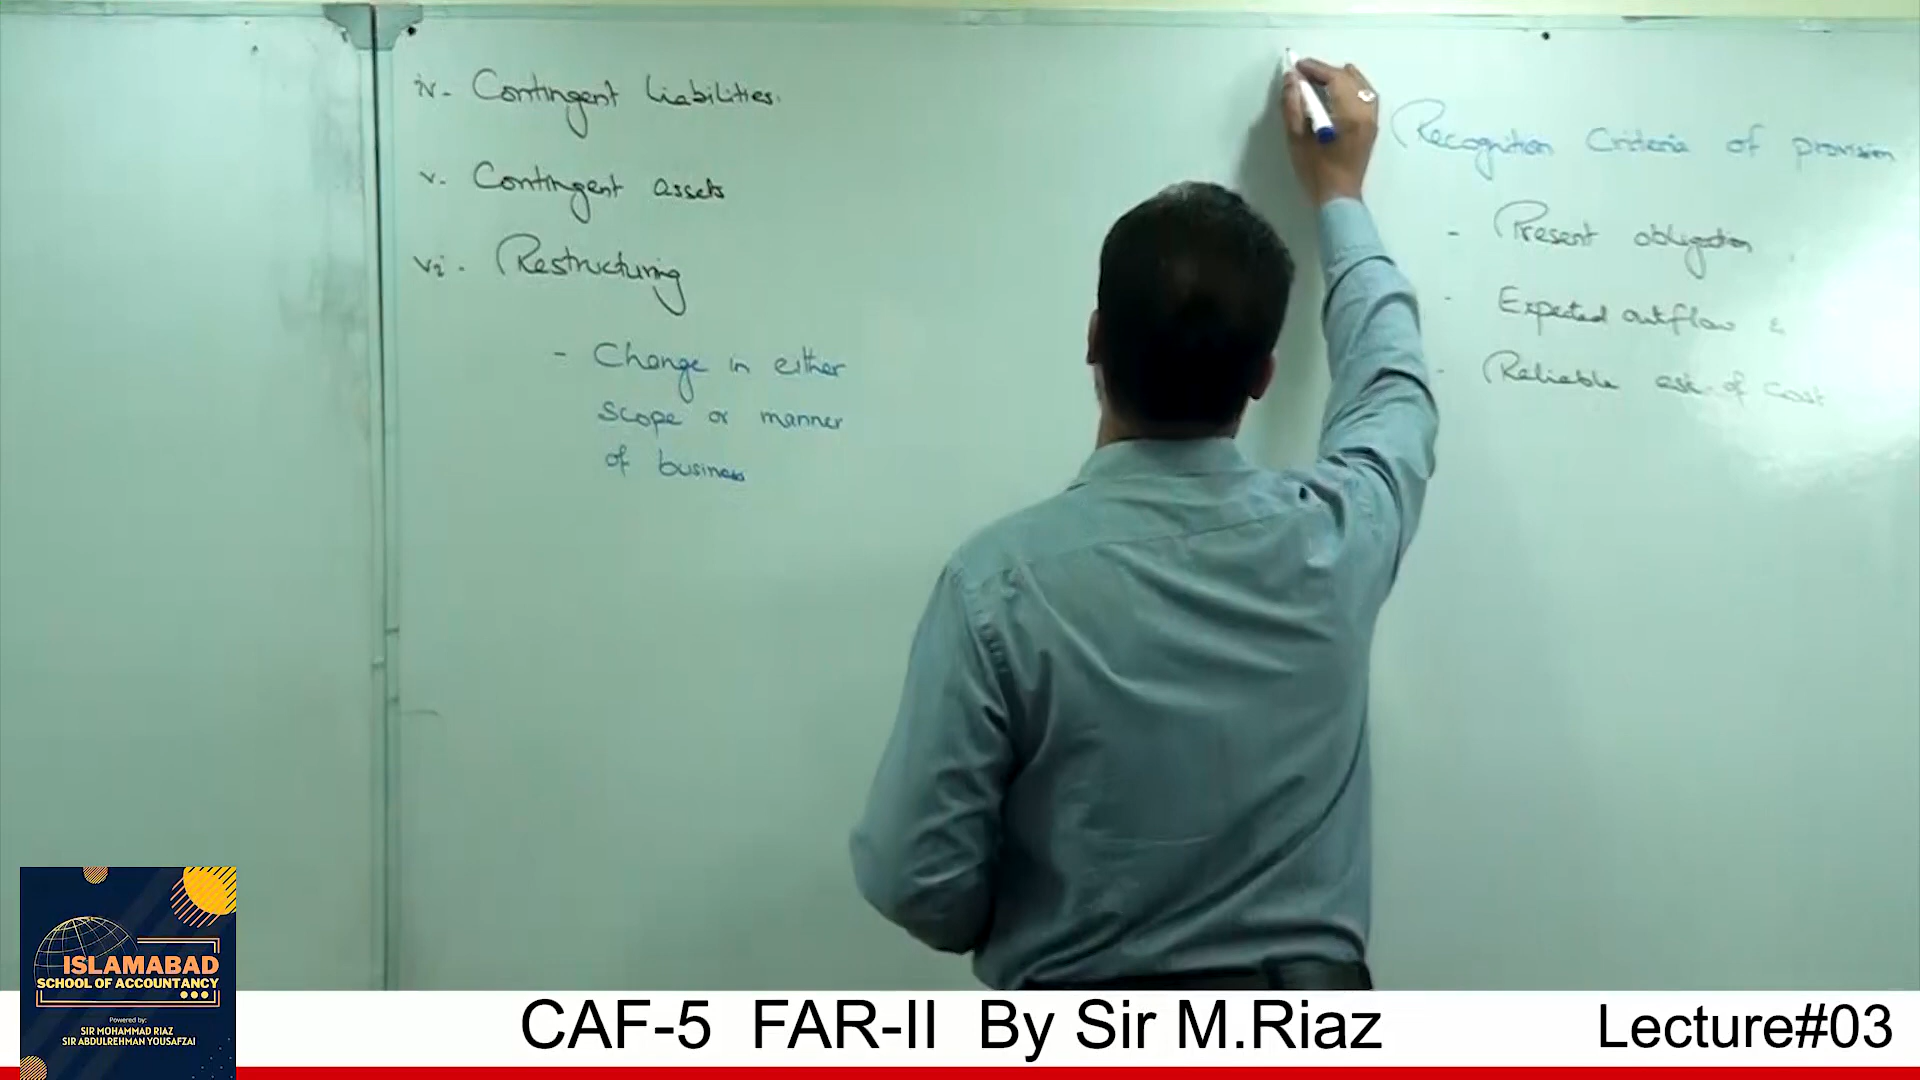 iv- Contingent Liabilities.
v. Contingent assets
vi. Restructuring
- Change in either
scope or manner
of business
Recognition Criteria of provision
- Present obligation
- Expected outflow &
- Reliable est. of Cost
ISLAMABAD
SCHOOL OF ACCOUNTANCY
Powered by:
SIR MOHAMMAD RIAZ
SIR ABDULREHMAN YOUSAFZAI
CAF-5 FAR-II By Sir M.Riaz
Lecture#03